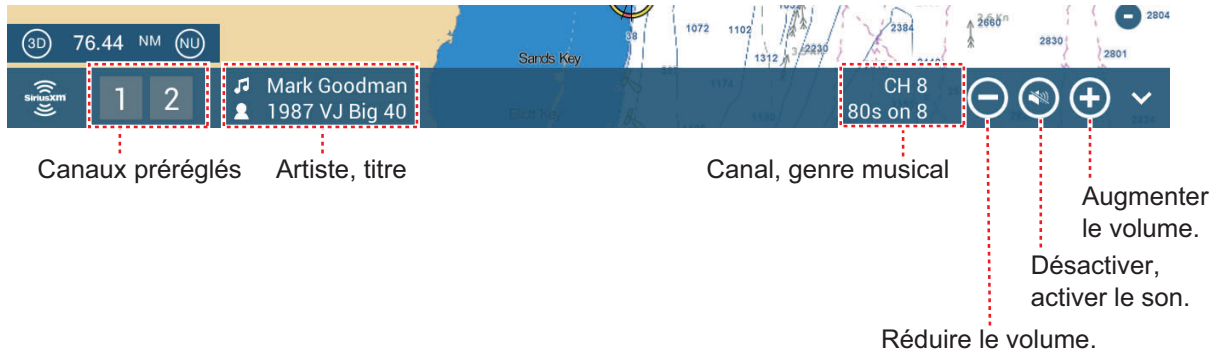 2804
3D 76.44 NM NU
38
1072
1102
2384
2660
2830
2801
Sands Key
1312
2230
siriusxm
1 2
Mark Goodman
1987 VJ Big 40
1174
CH 8
80s on 8
Canaux préréglés
Artiste, titre
Canal, genre musical
Augmenter
le volume.
Désactiver,
activer le son.
Réduire le volume.